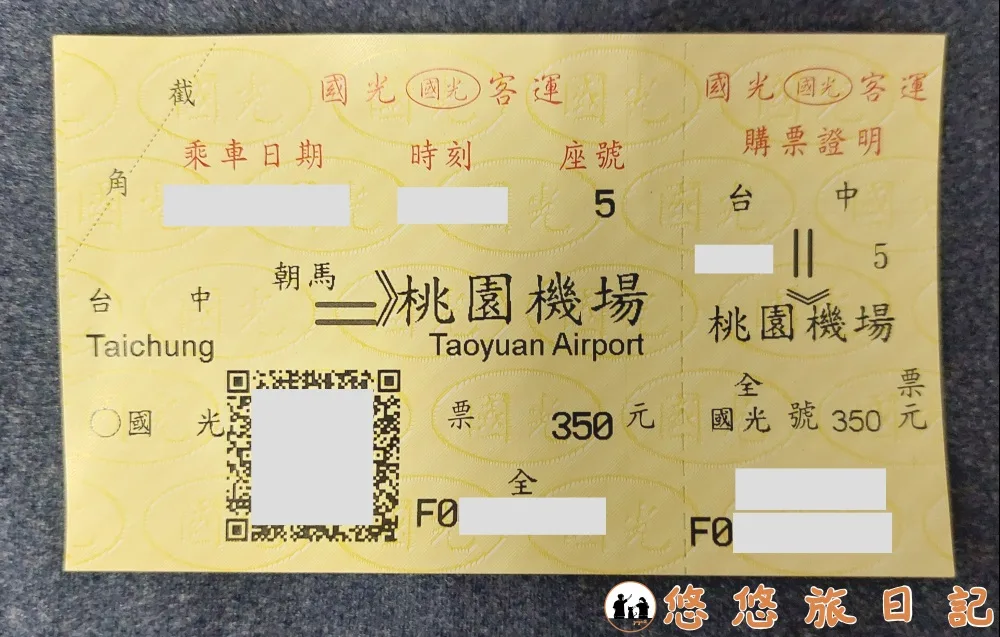 截角
國光 國光 客運
乘車日期 時刻 座號
5
朝馬
台中 桃園機場
Taichung Taoyuan Airport
國光 票 350 元
全
F0
國光 國光 客運
購票證明
台中
5
桃園機場
全 票
國光號 350 元
F0
悠悠旅日記